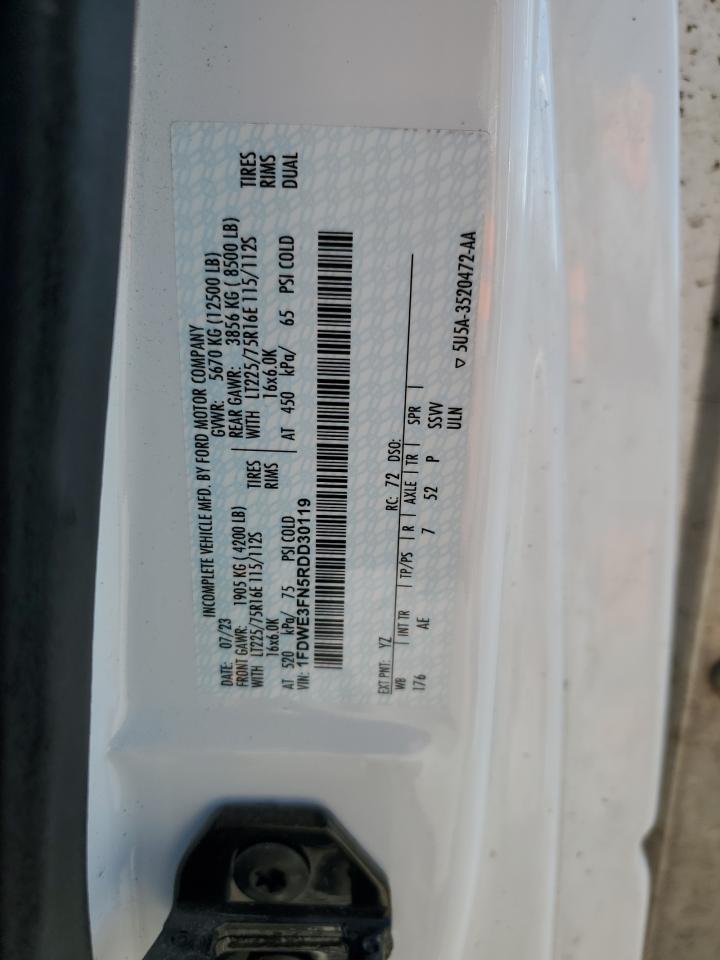 INCOMPLETE VEHICLE MFD. BY FORD MOTOR COMPANY
DATE: 07/23 GVWR: 5670 KG (12500 LB)
FRONT GAWR: 1905 KG (4200 LB) REAR GAWR: 3856 KG (8500 LB)
WITH LT225/75R16E 115/112S TIRES WITH LT225/75R16E 115/112S TIRES
16x6.0K RIMS 16x6.0K RIMS
AT 520 kPa/ 75 PSI COLD AT 450 kPa/ 65 PSI COLD DUAL
VIN: 1FDWE3FN5RDD30119
EXT PNT: YZ RC: 72 DSO:
WB INT TR TP/PS R AXLE TR SPR
176 AE 7 52 P SSVV
ULN
▽ 5U5A-3520472-AA